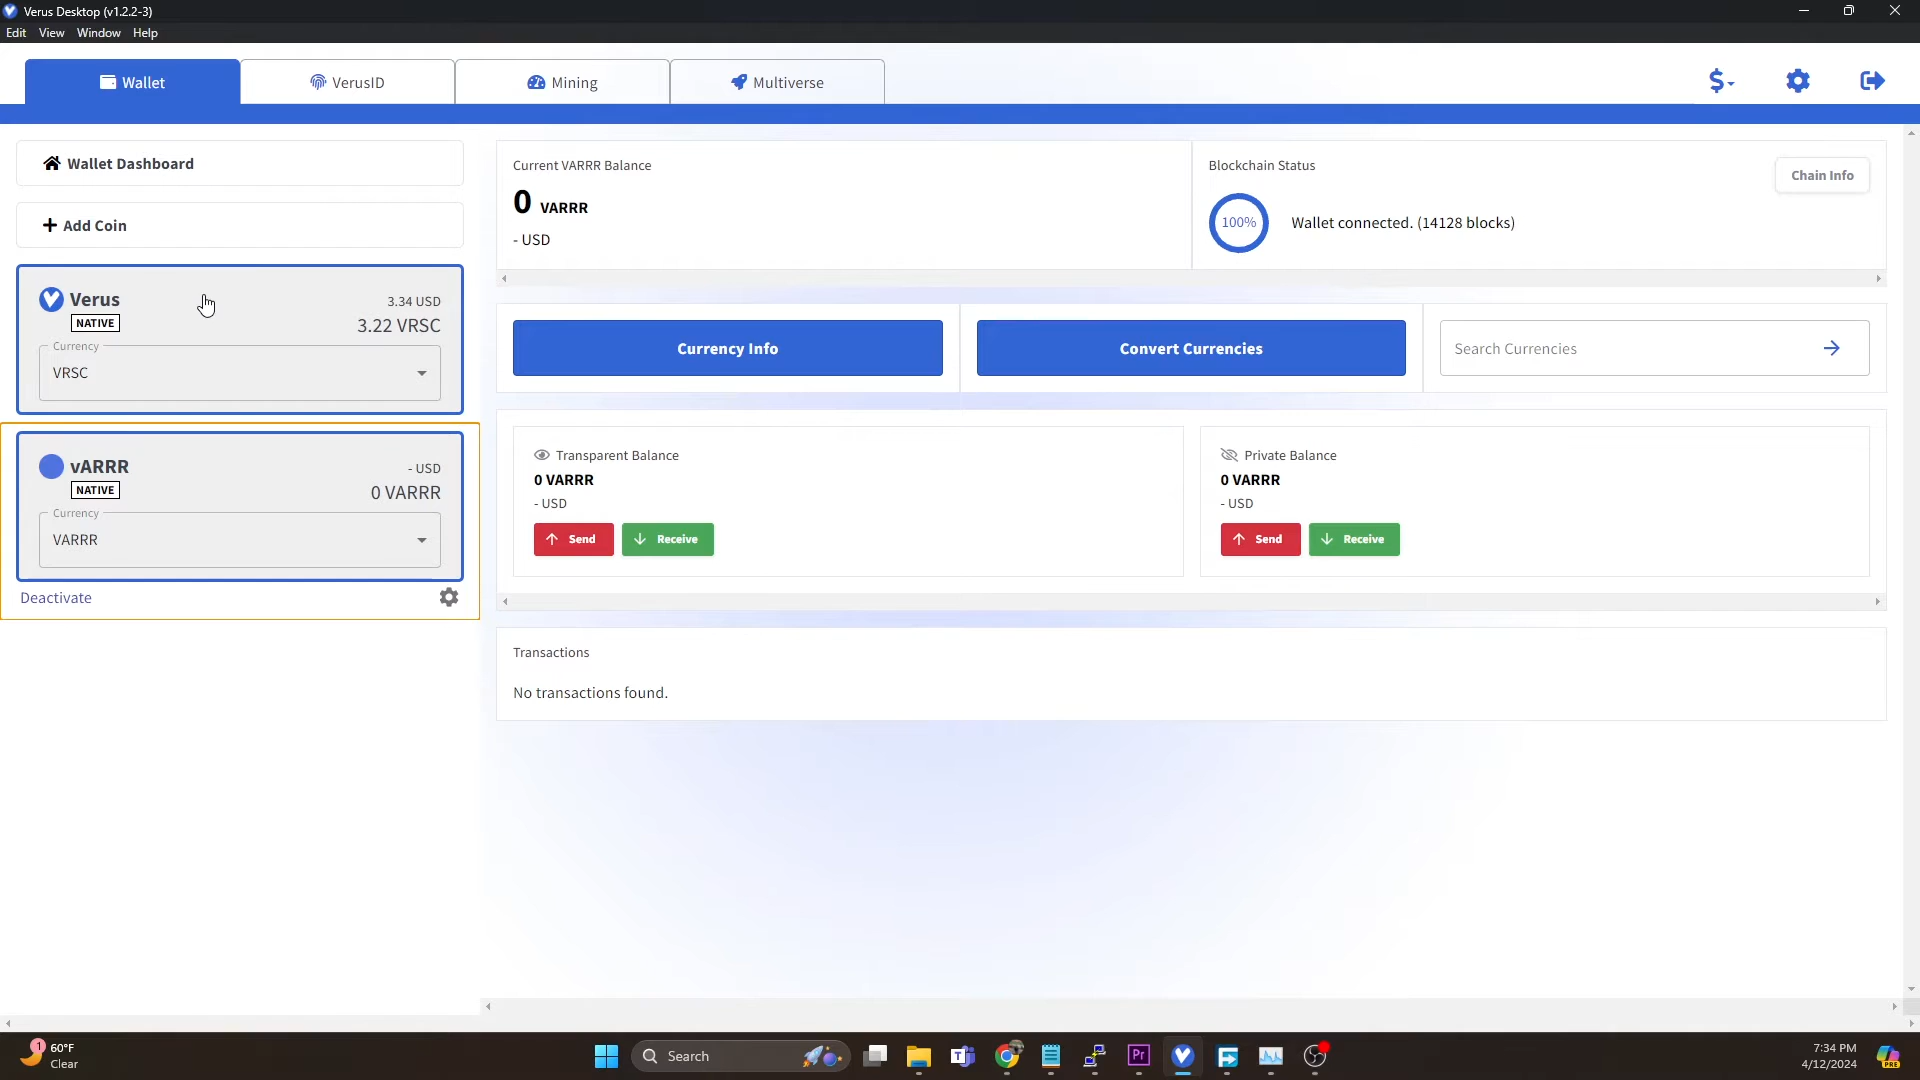 Verus Desktop (v1.2.2-3)
Edit View Window Help
Wallet
VerusID
Mining
Multiverse
$
Wallet Dashboard
+ Add Coin
Verus
NATIVE
3.34 USD
3.22 VRSC
Currency
VRSC
vARRR
NATIVE
- USD
0 VARRR
Currency
VARRR
Deactivate
Current VARRR Balance
0 VARRR
- USD
Blockchain Status
Chain Info
100%
Wallet connected. (14128 blocks)
Currency Info
Convert Currencies
Search Currencies
Transparent Balance
0 VARRR
- USD
Send
Receive
Private Balance
0 VARRR
- USD
Send
Receive
Transactions
No transactions found.
1
60°F
Clear
Search
T
Pr
7:34 PM
4/12/2024
PRE